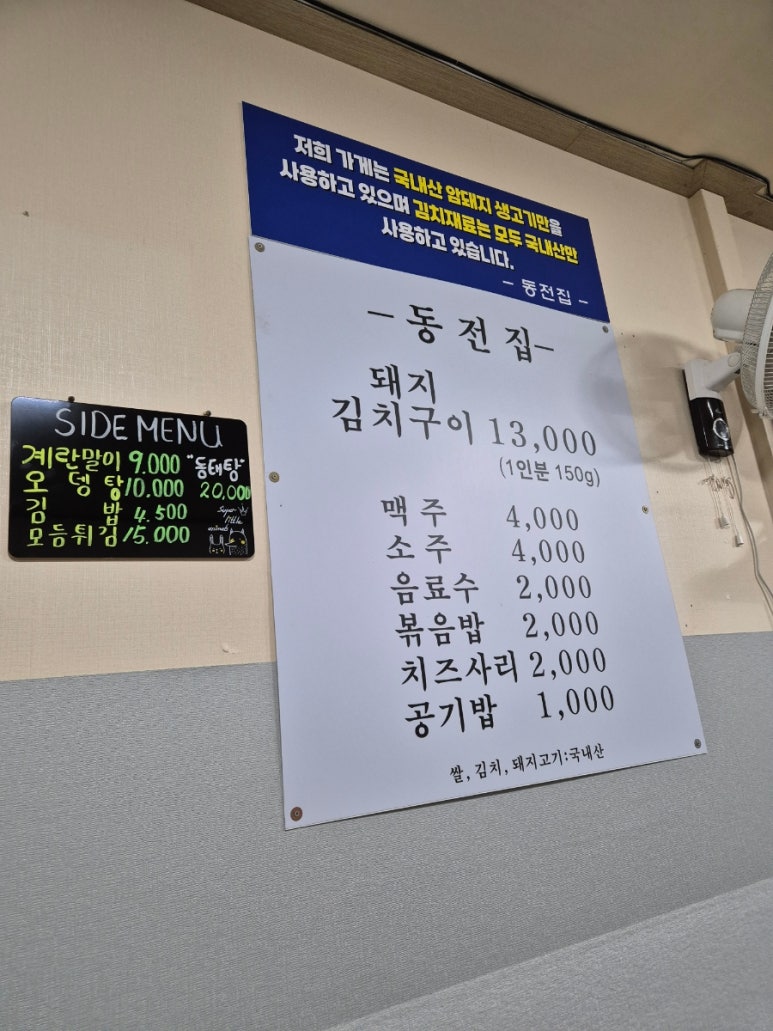 저희 가게는 국내산 암돼지 생고기만을
사용하고 있으며 김치재료는 모두 국내산만
사용하고 있습니다.
- 동전집 -
- 동 전 집 -
돼지
김치구이 13,000
(1인분 150g)
맥 주 4,000
소 주 4,000
음료수 2,000
볶음밥 2,000
치즈사리 2,000
공기밥 1,000
쌀, 김치, 돼지고기:국내산
SIDE MENU
계란말이 9.000 "동태탕"
오 뎅 탕 10.000 20,000
김 밥 4.500
모듬튀김 15.000